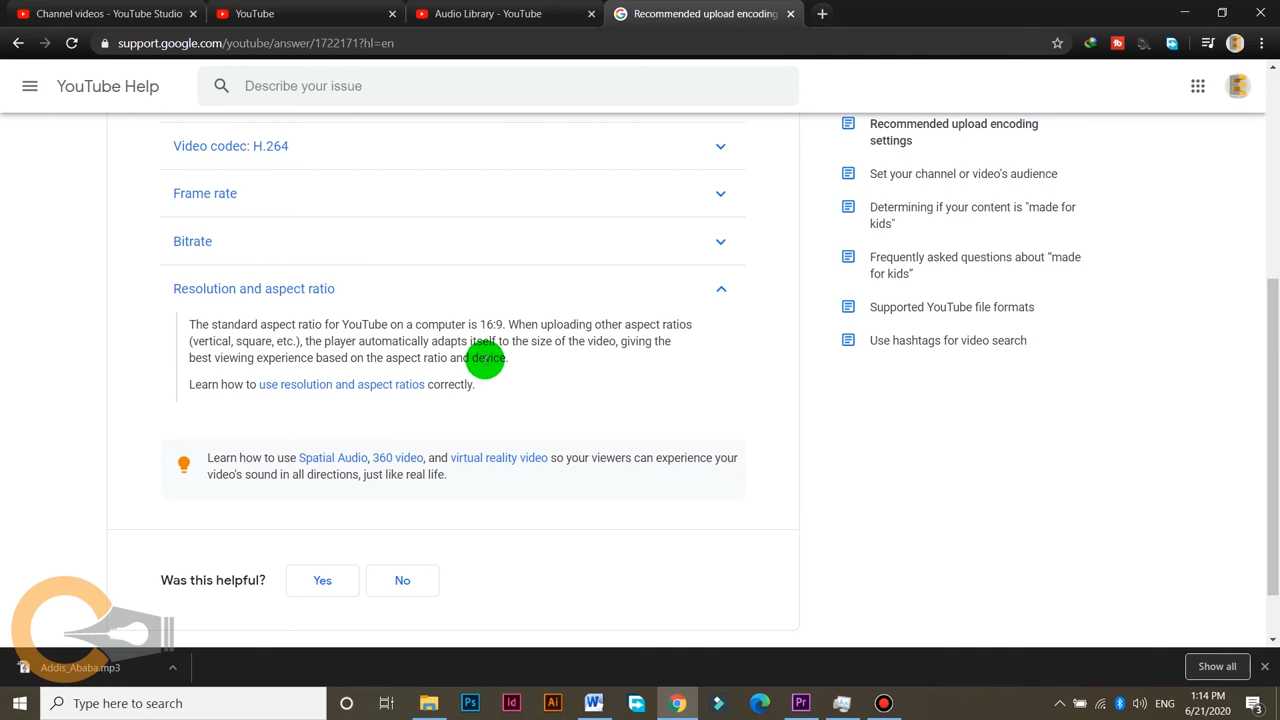 Channel videos - YouTube Studio
YouTube
Audio Library - YouTube
Recommended upload encoding
support.google.com/youtube/answer/1722171?hl=en
YouTube Help
Describe your issue
Video codec: H.264
Frame rate
Bitrate
Resolution and aspect ratio
The standard aspect ratio for YouTube on a computer is 16:9. When uploading other aspect ratios
(vertical, square, etc.), the player automatically adapts itself to the size of the video, giving the
best viewing experience based on the aspect ratio and device.
Learn how to use resolution and aspect ratios correctly.
Learn how to use Spatial Audio, 360 video, and virtual reality video so your viewers can experience your
video's sound in all directions, just like real life.
Was this helpful?
Yes
No
Recommended upload encoding
settings
Set your channel or video's audience
Determining if your content is "made for
kids"
Frequently asked questions about “made
for kids”
Supported YouTube file formats
Use hashtags for video search
Addis_Ababa.mp3
Show all
Type here to search
Ps
Id
Ai
W
Pr
ENG
1:14 PM
6/21/2020
3